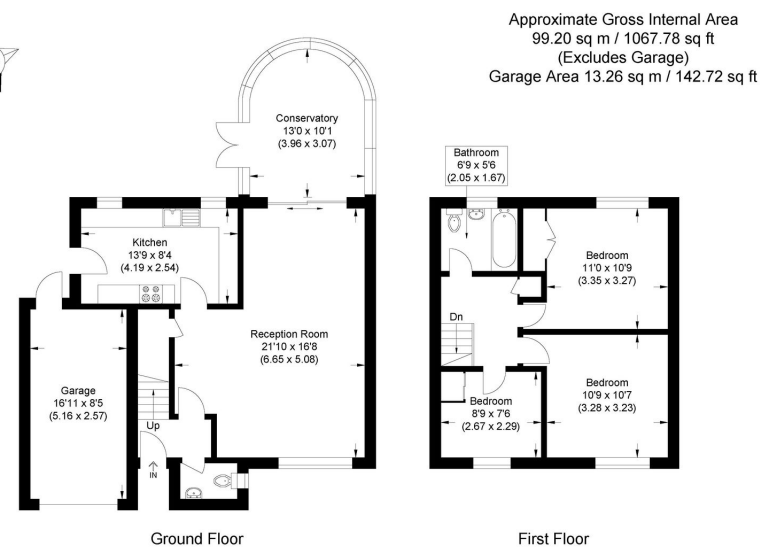 Approximate Gross Internal Area
99.20 sq m / 1067.78 sq ft
(Excludes Garage)
Garage Area 13.26 sq m / 142.72 sq ft
Conservatory
13'0 x 10'1
(3.96 x 3.07)
Kitchen
13'9 x 8'4
(4.19 x 2.54)
Reception Room
21'10 x 16'8
(6.65 x 5.08)
Garage
16'11 x 8'5
(5.16 x 2.57)
Up
IN
Ground Floor
Bathroom
6'9 x 5'6
(2.05 x 1.67)
Bedroom
11'0 x 10'9
(3.35 x 3.27)
Dn
Bedroom
10'9 x 10'7
(3.28 x 3.23)
Bedroom
8'9 x 7'6
(2.67 x 2.29)
First Floor